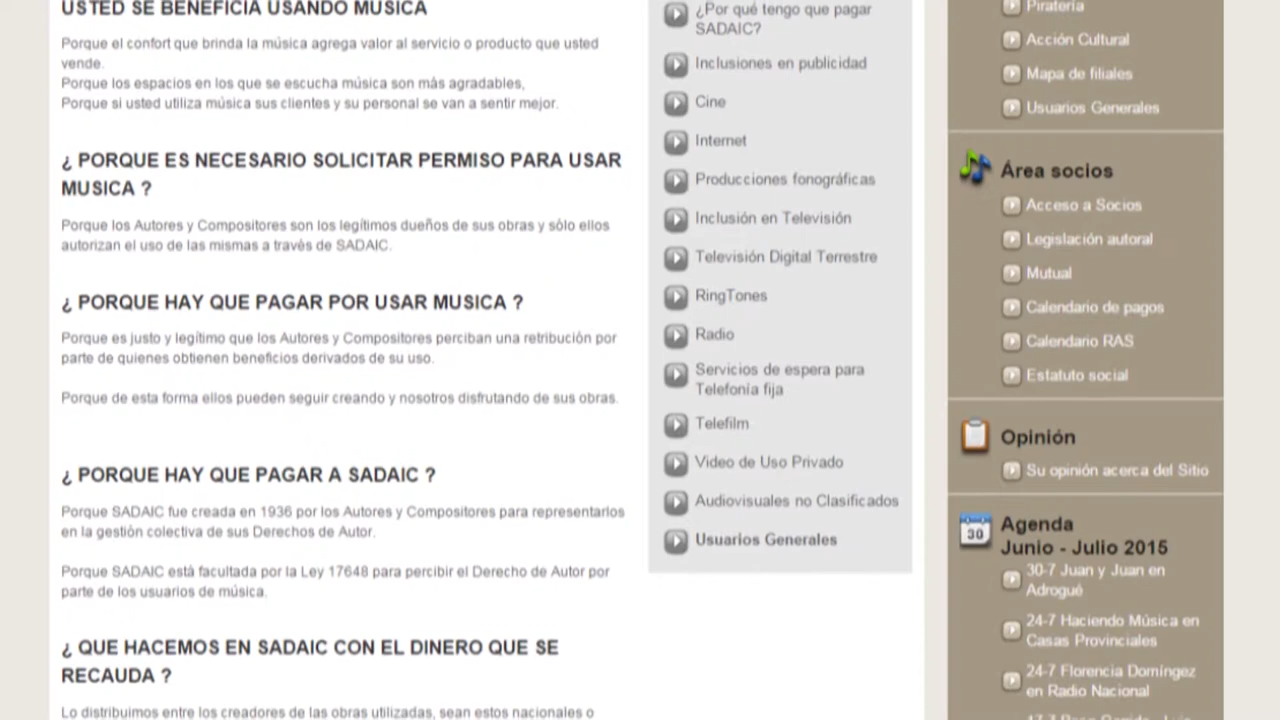 USTED SE BENEFICIA USANDO MUSICA
Porque el confort que brinda la música agrega valor al servicio o producto que usted
vende.
Porque los espacios en los que se escucha música son más agradables,
Porque si usted utiliza música sus clientes y su personal se van a sentir mejor.
¿ PORQUE ES NECESARIO SOLICITAR PERMISO PARA USAR
MUSICA ?
Porque los Autores y Compositores son los legítimos dueños de sus obras y sólo ellos
autorizan el uso de las mismas a través de SADAIC.
¿ PORQUE HAY QUE PAGAR POR USAR MUSICA ?
Porque es justo y legítimo que los Autores y Compositores perciban una retribución por
parte de quienes obtienen beneficios derivados de su uso.
Porque de esta forma ellos pueden seguir creando y nosotros disfrutando de sus obras.
¿ PORQUE HAY QUE PAGAR A SADAIC ?
Porque SADAIC fue creada en 1936 por los Autores y Compositores para representarlos
en la gestión colectiva de sus Derechos de Autor.
Porque SADAIC está facultada por la Ley 17648 para percibir el Derecho de Autor por
parte de los usuarios de música.
¿ QUE HACEMOS EN SADAIC CON EL DINERO QUE SE
RECAUDA ?
Lo distribuimos entre los creadores de las obras utilizadas, sean estos nacionales o
¿Por qué tengo que pagar
SADAIC?
Inclusiones en publicidad
Cine
Internet
Producciones fonográficas
Inclusión en Televisión
Televisión Digital Terrestre
RingTones
Radio
Servicios de espera para
Telefonía fija
Telefilm
Video de Uso Privado
Audiovisuales no Clasificados
Usuarios Generales
Piratería
Acción Cultural
Mapa de filiales
Usuarios Generales
Área socios
Acceso a Socios
Legislación autoral
Mutual
Calendario de pagos
Calendario RAS
Estatuto social
Opinión
Su opinión acerca del Sitio
30
Agenda
Junio - Julio 2015
30-7 Juan y Juan en
Adrogué
24-7 Haciendo Música en
Casas Provinciales
24-7 Florencia Domíngez
en Radio Nacional